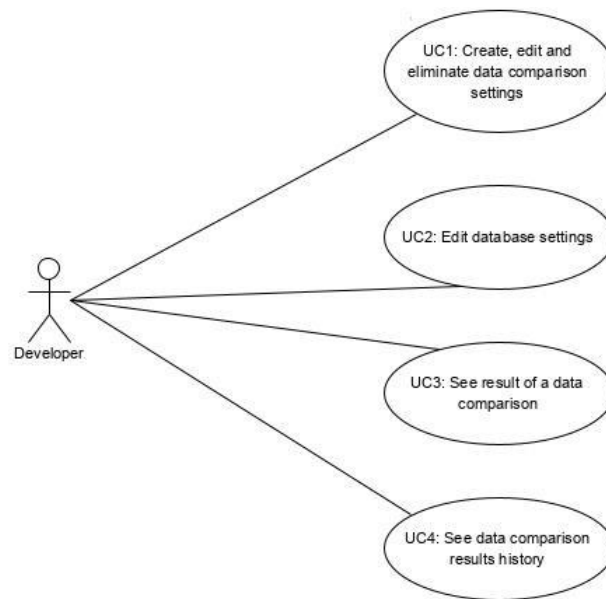 UC1: Create, edit and
eliminate data comparison
settings
UC2: Edit database settings
Developer
UC3: See result of a data
comparison
UC4: See data comparison
results history